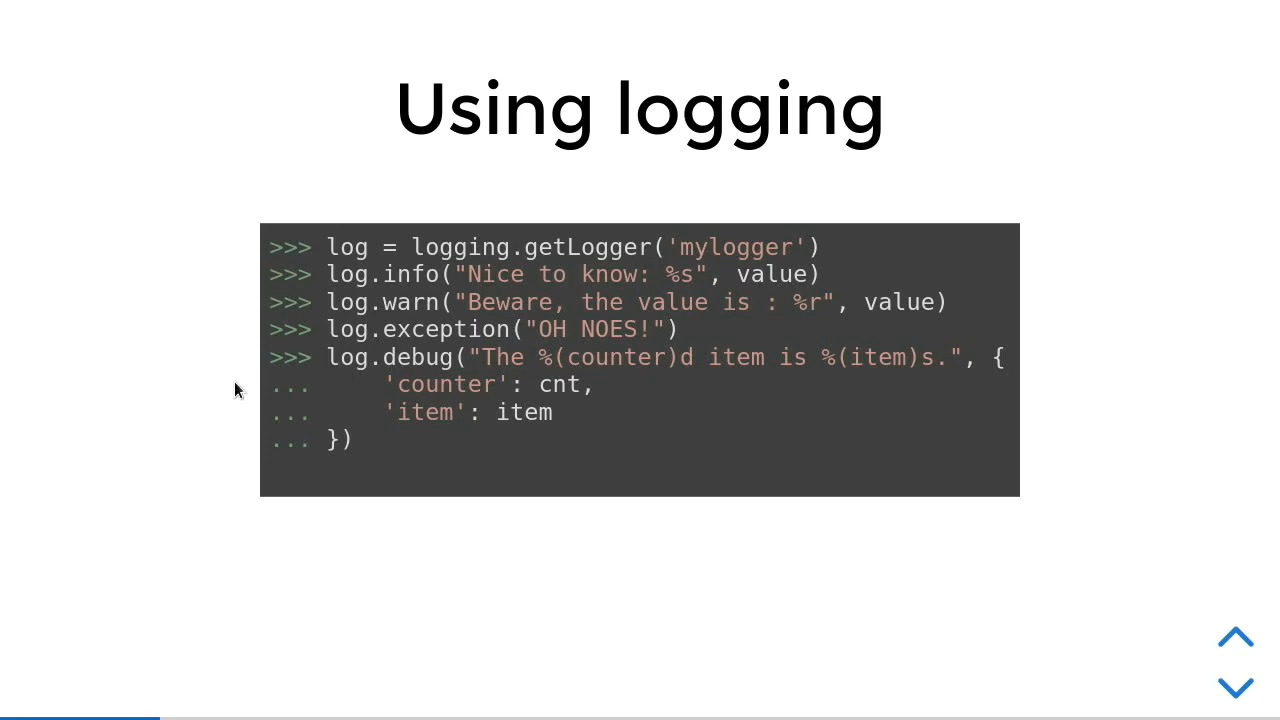 Using logging
>>> log = logging.getLogger('mylogger')
>>> log.info("Nice to know: %s", value)
>>> log.warn("Beware, the value is : %r", value)
>>> log.exception("OH NOES!")
>>> log.debug("The %(counter)d item is %(item)s.", {
...     'counter': cnt,
...     'item': item
... })